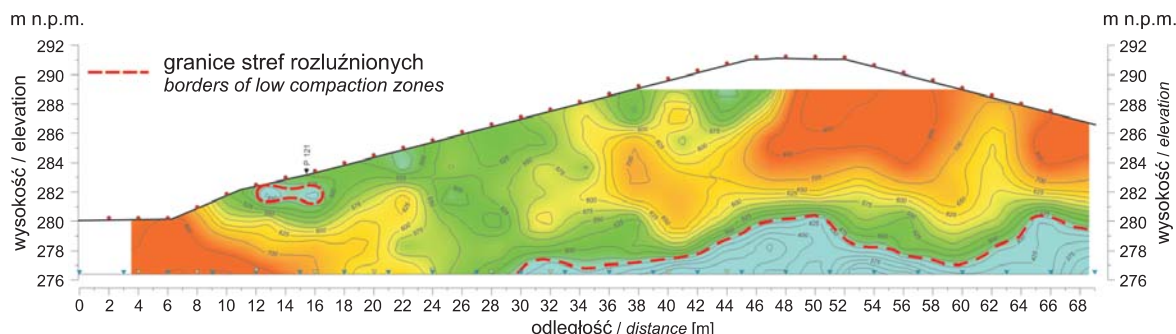 m n.p.m.
m n.p.m.
292
290
288
286
284
282
280
278
276
wysokość / elevation
granice stref rozluźnionych
borders of low compaction zones
P. 121
292
290
288
286
284
282
280
278
276
wysokość / elevation
0 2 4 6 8 10 12 14 16 18 20 22 24 26 28 30 32 34 36 38 40 42 44 46 48 50 52 54 56 58 60 62 64 66 68
odległość / distance [m]